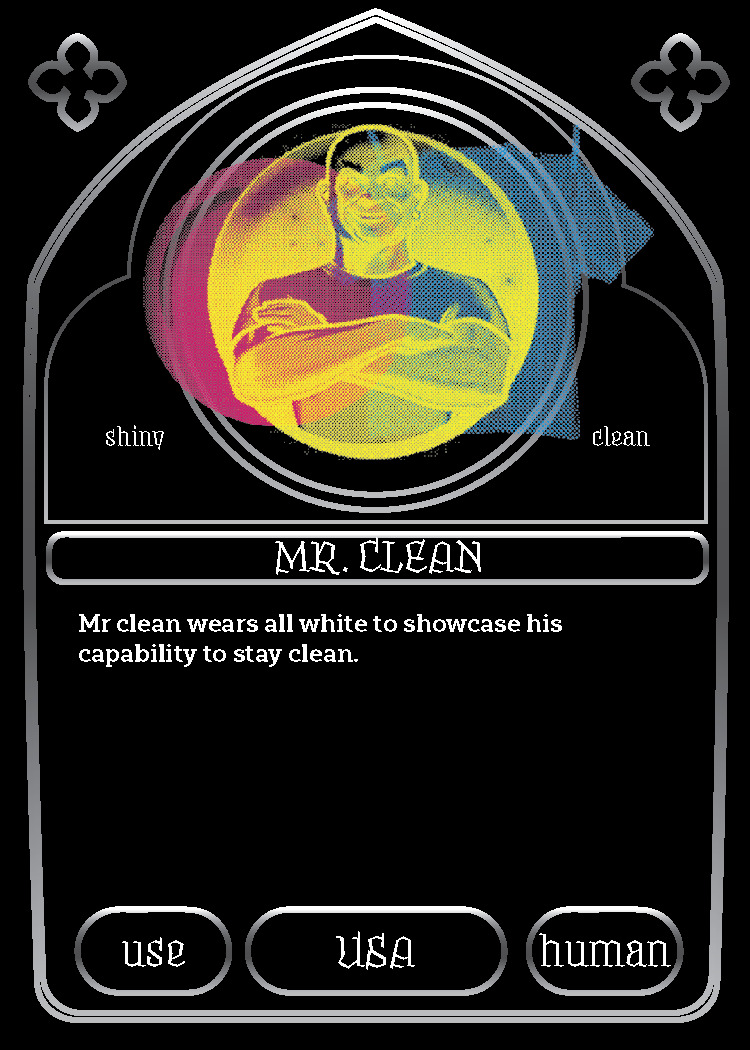 shiny
clean
MR. CLEAN
Mr clean wears all white to showcase his
capability to stay clean.
use
USA
human